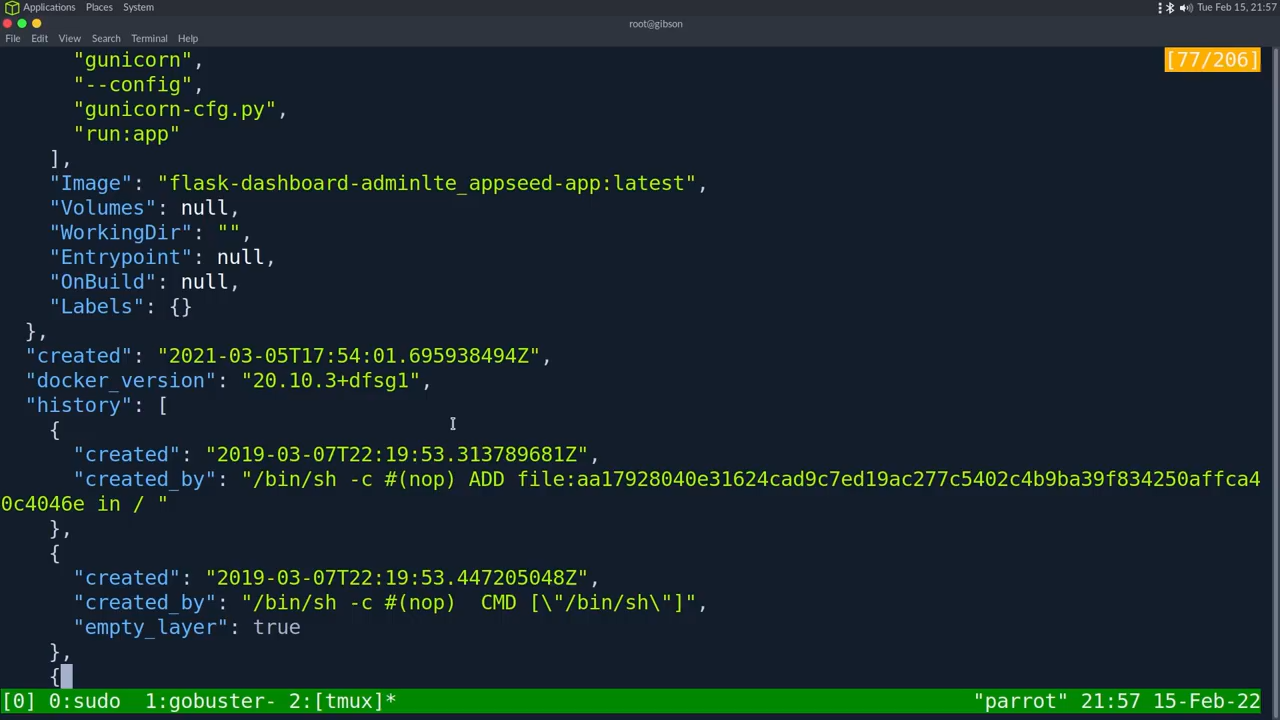 Applications Places System Tue Feb 15, 21:57
root@gibson
File Edit View Search Terminal Help
"gunicorn", [77/206]
"--config",
"gunicorn-cfg.py",
"run:app"
],
"Image": "flask-dashboard-adminlte_appseed-app:latest",
"Volumes": null,
"WorkingDir": "",
"Entrypoint": null,
"OnBuild": null,
"Labels": {}
},
"created": "2021-03-05T17:54:01.695938494Z",
"docker_version": "20.10.3+dfsg1",
"history": [
{
"created": "2019-03-07T22:19:53.313789681Z",
"created_by": "/bin/sh -c #(nop) ADD file:aa17928040e31624cad9c7ed19ac277c5402c4b9ba39f834250affca4
0c4046e in / "
},
{
"created": "2019-03-07T22:19:53.447205048Z",
"created_by": "/bin/sh -c #(nop)  CMD [\"/bin/sh\"]",
"empty_layer": true
},
{
[0] 0:sudo  1:gobuster- 2:[tmux]* "parrot" 21:57 15-Feb-22